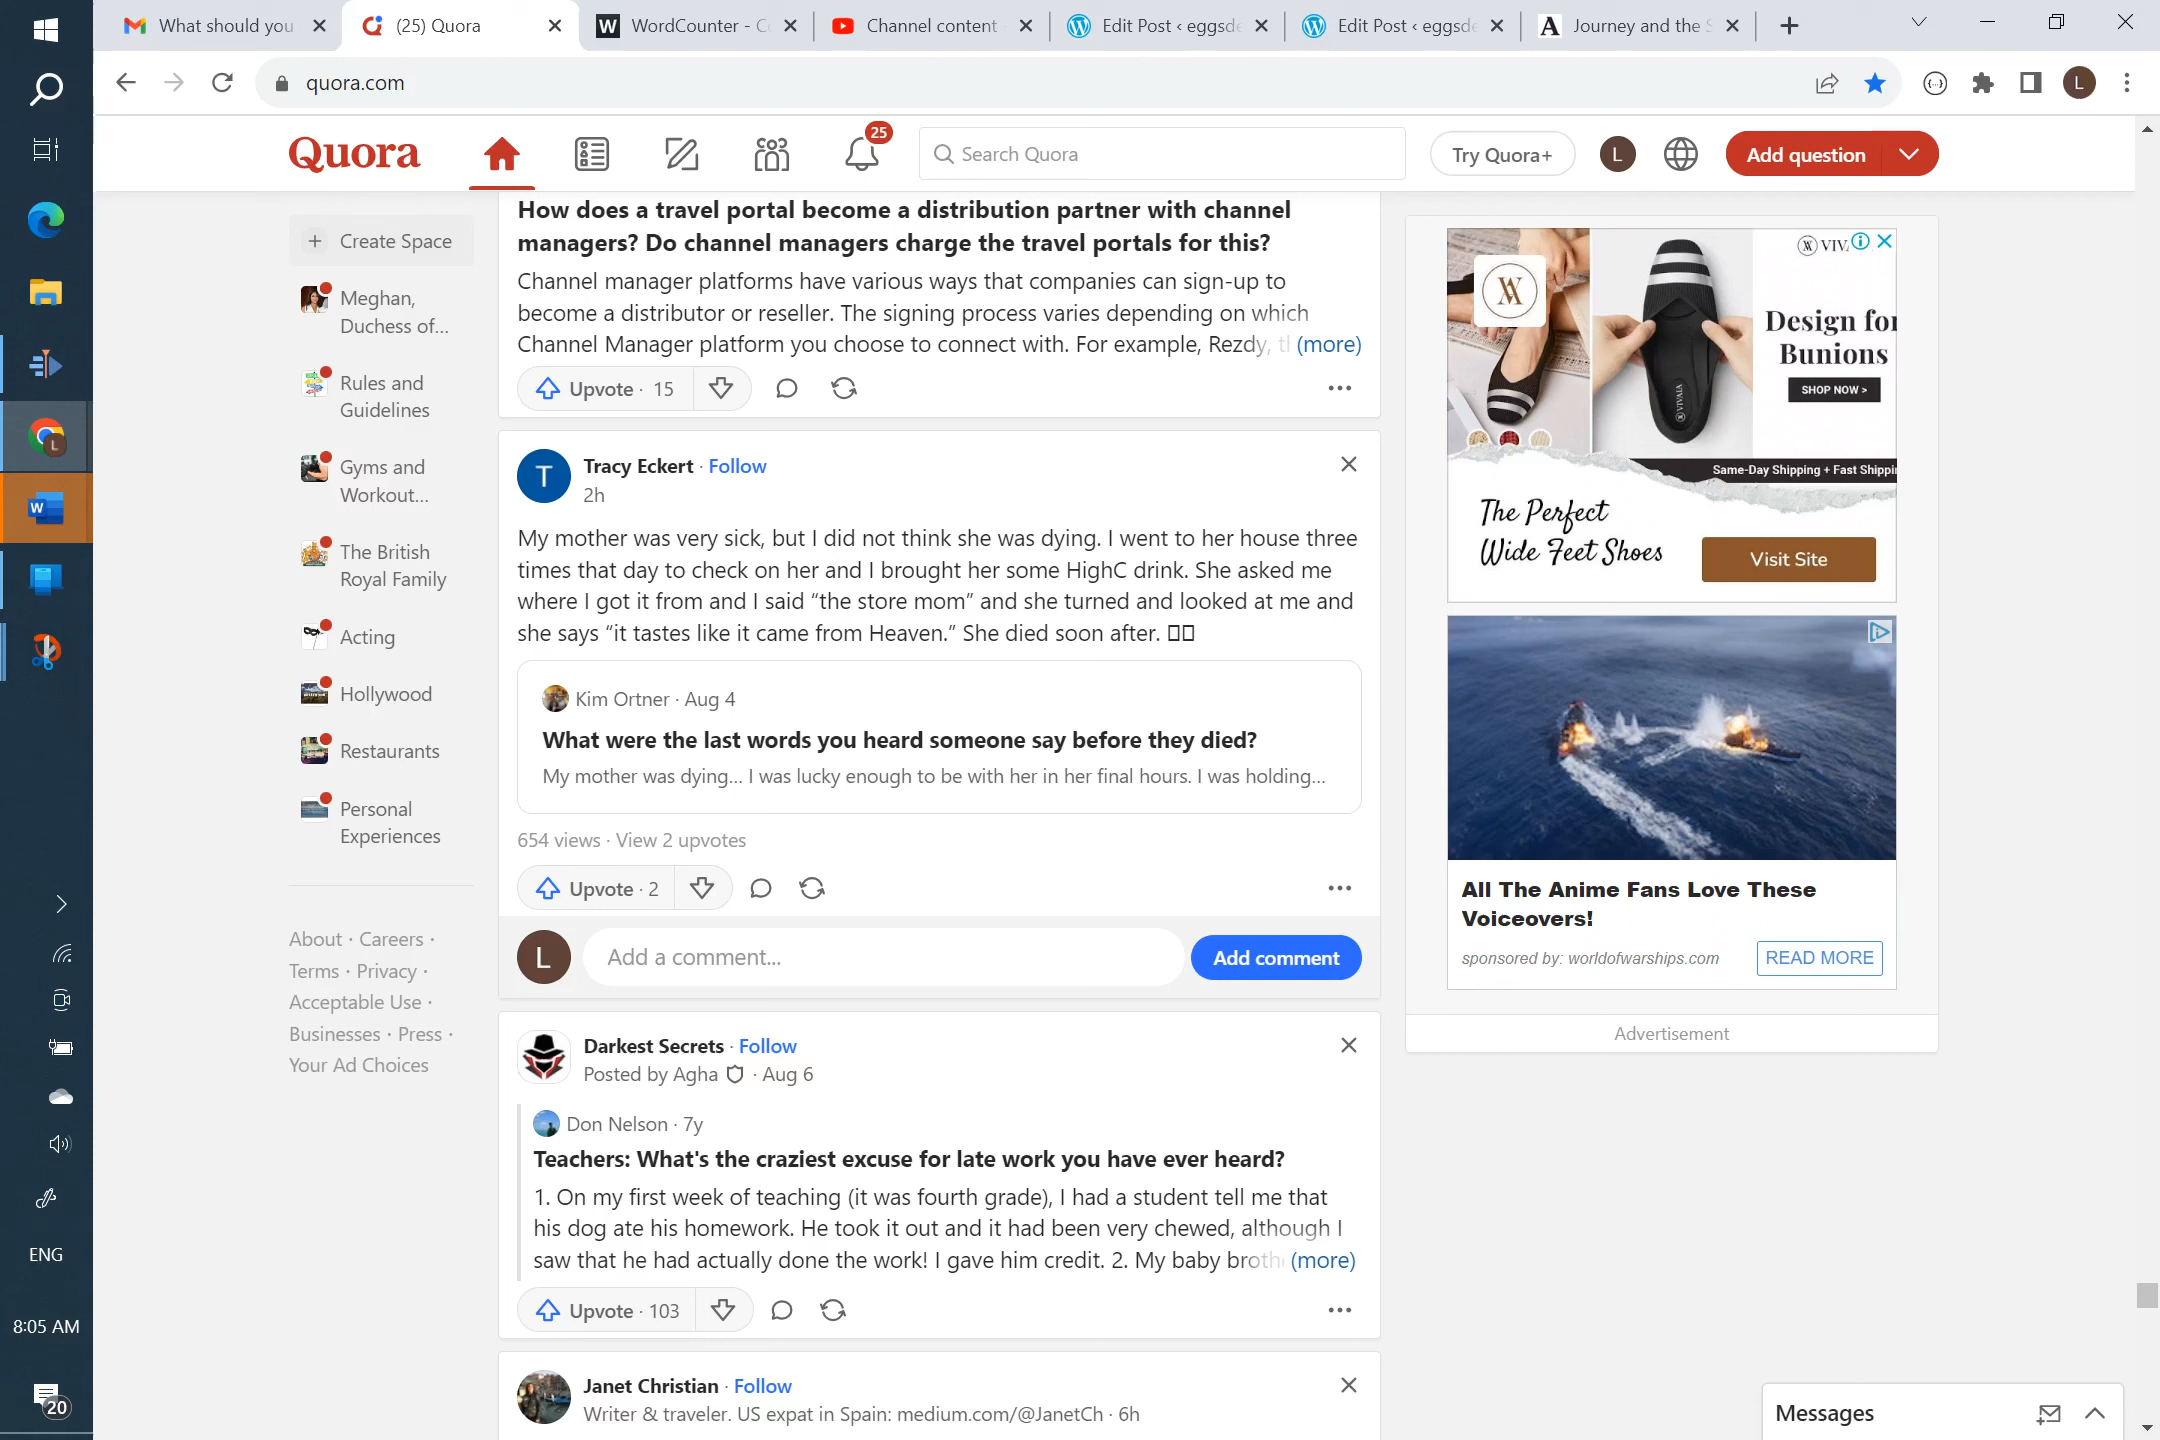 What should you
(25) Quora
WordCounter - C
Channel content
Edit Post ‹ eggsde
Edit Post ‹ eggsde
Journey and the S
quora.com
L
Quora
25
Search Quora
Try Quora+
L
Add question
Create Space
Meghan,
Duchess of...
Rules and
Guidelines
Gyms and
Workout...
The British
Royal Family
Acting
Hollywood
Restaurants
Personal
Experiences
About · Careers ·
Terms · Privacy ·
Acceptable Use ·
Businesses · Press ·
Your Ad Choices
How does a travel portal become a distribution partner with channel
managers? Do channel managers charge the travel portals for this?
Channel manager platforms have various ways that companies can sign-up to
become a distributor or reseller. The signing process varies depending on which
Channel Manager platform you choose to connect with. For example, Rezdy, (more)
Upvote · 15
T
Tracy Eckert · Follow
2h
My mother was very sick, but I did not think she was dying. I went to her house three
times that day to check on her and I brought her some HighC drink. She asked me
where I got it from and I said “the store mom” and she turned and looked at me and
she says “it tastes like it came from Heaven.” She died soon after. 
Kim Ortner · Aug 4
What were the last words you heard someone say before they died?
My mother was dying... I was lucky enough to be with her in her final hours. I was holding...
654 views · View 2 upvotes
Upvote · 2
L
Add a comment...
Add comment
Darkest Secrets · Follow
Posted by Agha · Aug 6
Don Nelson · 7y
Teachers: What's the craziest excuse for late work you have ever heard?
1. On my first week of teaching (it was fourth grade), I had a student tell me that
his dog ate his homework. He took it out and it had been very chewed, although I
saw that he had actually done the work! I gave him credit. 2. My baby broth (more)
Upvote · 103
Janet Christian · Follow
Writer & traveler. US expat in Spain: medium.com/@JanetCh · 6h
VIV
Design for
Bunions
SHOP NOW >
VIVAIA
Same-Day Shipping + Fast Shippin
The Perfect
Wide Feet Shoes
Visit Site
All The Anime Fans Love These
Voiceovers!
sponsored by: worldofwarships.com
READ MORE
Advertisement
Messages
L
W
ENG
8:05 AM
20